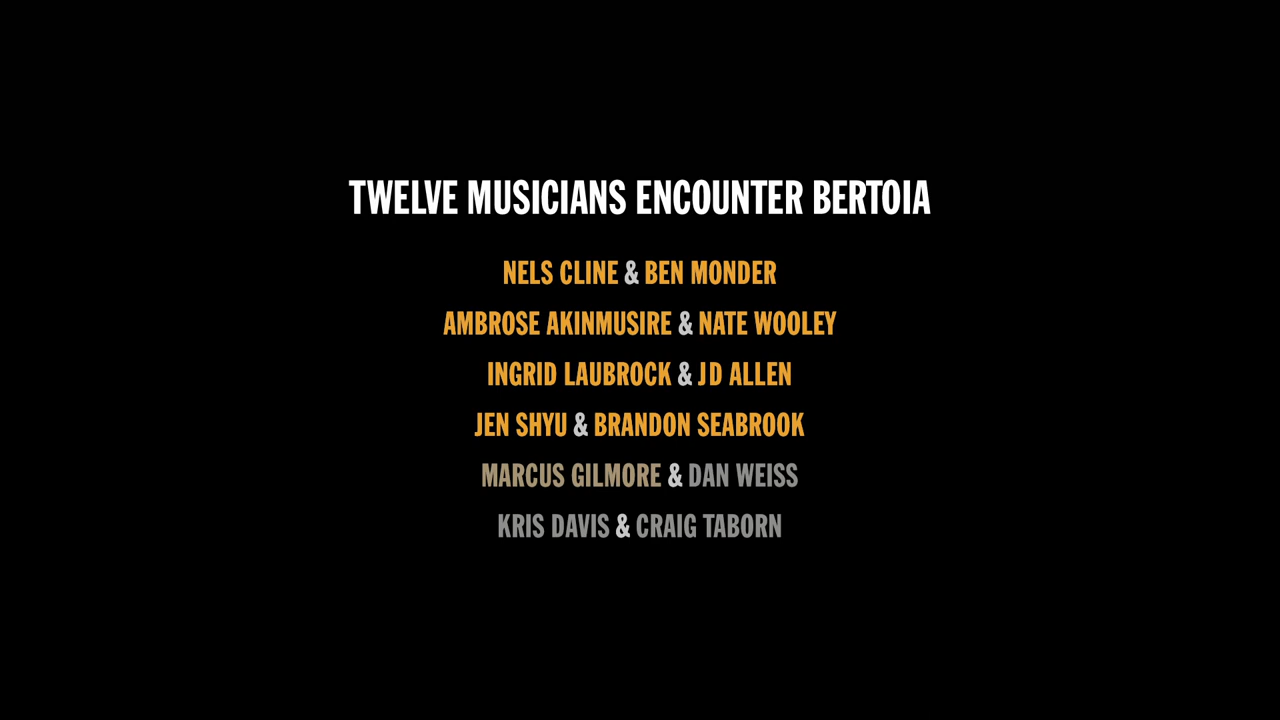 TWELVE MUSICIANS ENCOUNTER BERTOIA
NELS CLINE & BEN MONDER
AMBROSE AKINMUSIRE & NATE WOOLEY
INGRID LAUBROCK & JD ALLEN
JEN SHYU & BRANDON SEABROOK
MARCUS GILMORE & DAN WEISS
KRIS DAVIS & CRAIG TABORN